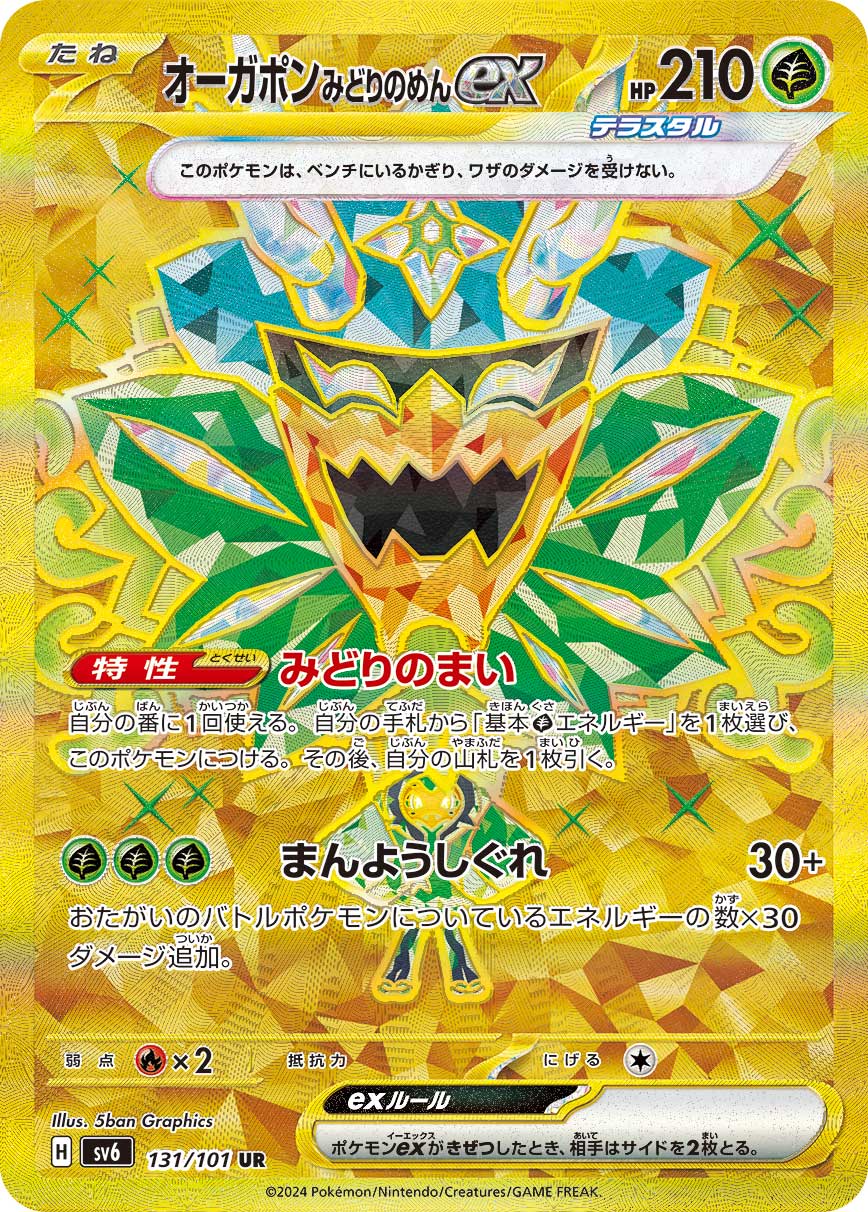 たね
オーガポンみどりのめんex HP210
テラスタル
このポケモンは、ベンチにいるかぎり、ワザのダメージを受けない。
特性 みどりのまい
自分の番に1回使える。自分の手札から「基本エネルギー」を1枚選び、
このポケモンにつける。その後、自分の山札を1枚引く。
まんようしぐれ 30+
おたがいのバトルポケモンについているエネルギーの数×30
ダメージ追加。
弱点 ×2 抵抗力 にげる
exルール
ポケモンexがきぜつしたとき、相手はサイドを2枚とる。
Illus. 5ban Graphics
H SV6 131/101 UR
©2024 Pokémon/Nintendo/Creatures/GAME FREAK.